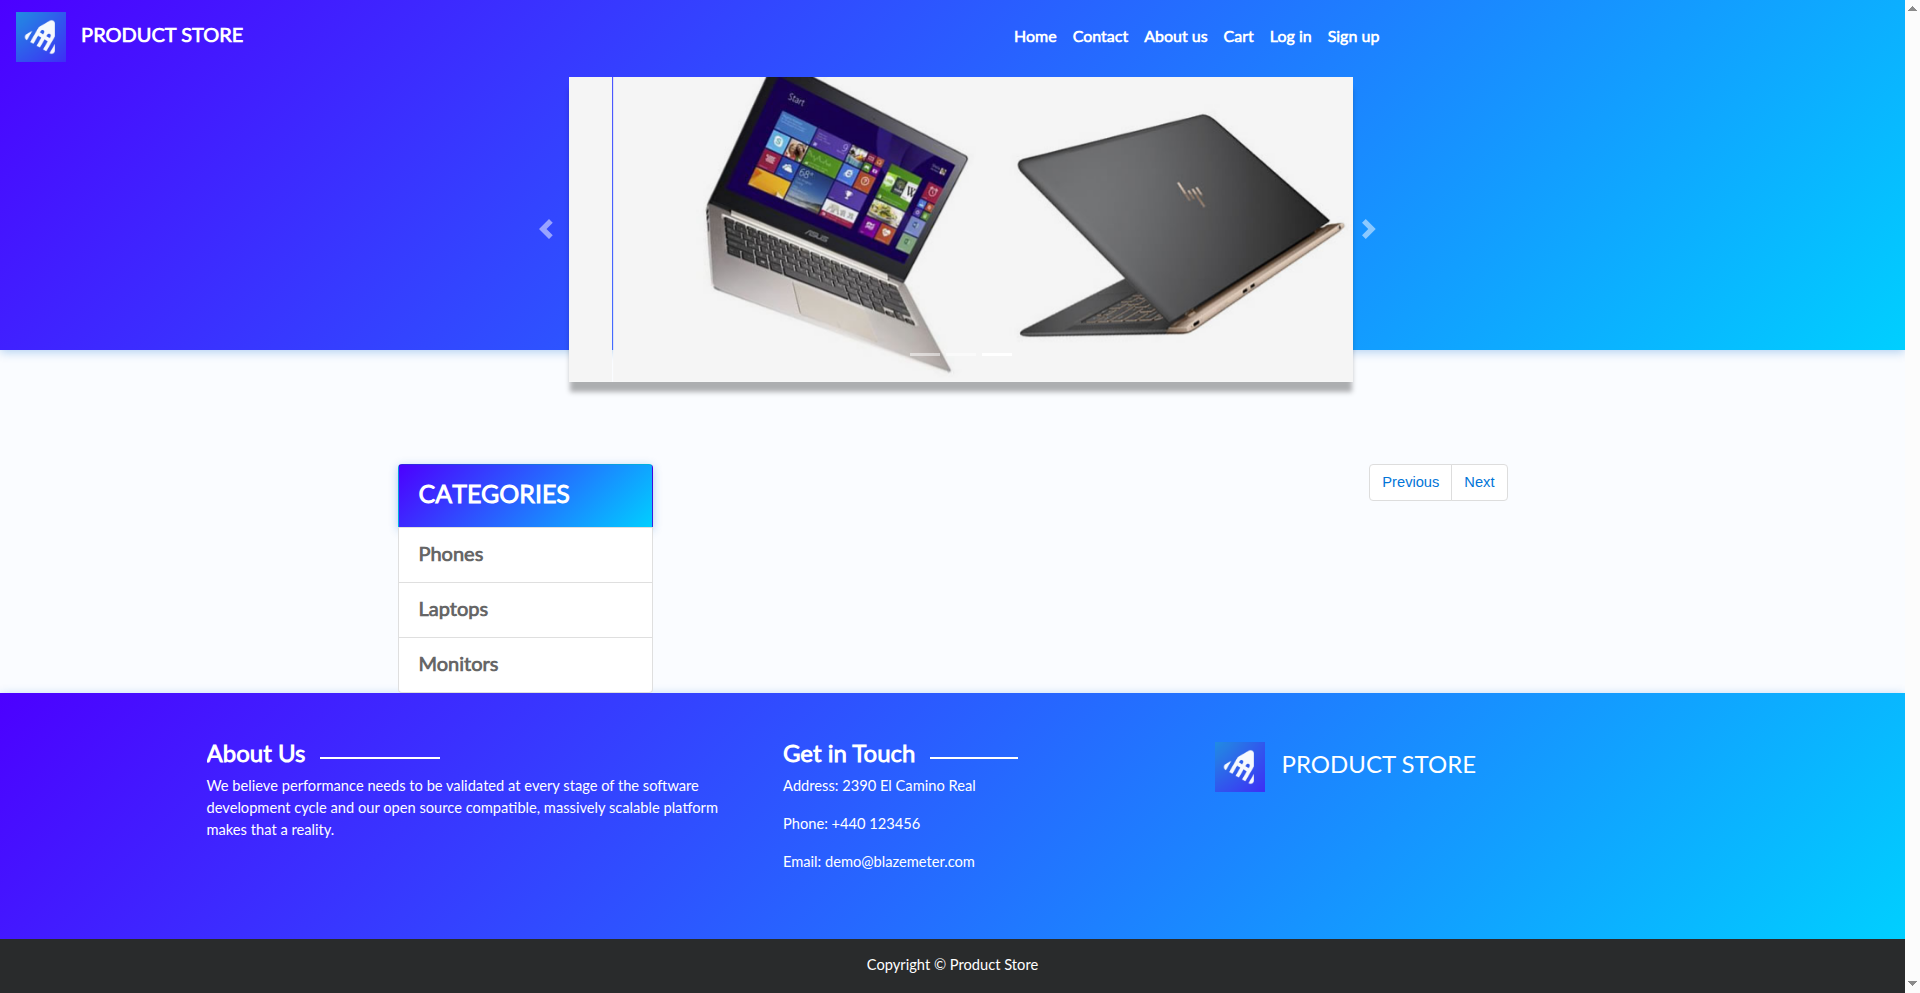 PRODUCT STORE
Home Contact About us Cart Log in Sign up
Start
ASUS
hp
CATEGORIES
Phones
Laptops
Monitors
Previous Next
About Us
We believe performance needs to be validated at every stage of the software
development cycle and our open source compatible, massively scalable platform
makes that a reality.
Get in Touch
Address: 2390 El Camino Real
Phone: +440 123456
Email: demo@blazemeter.com
PRODUCT STORE
Copyright © Product Store